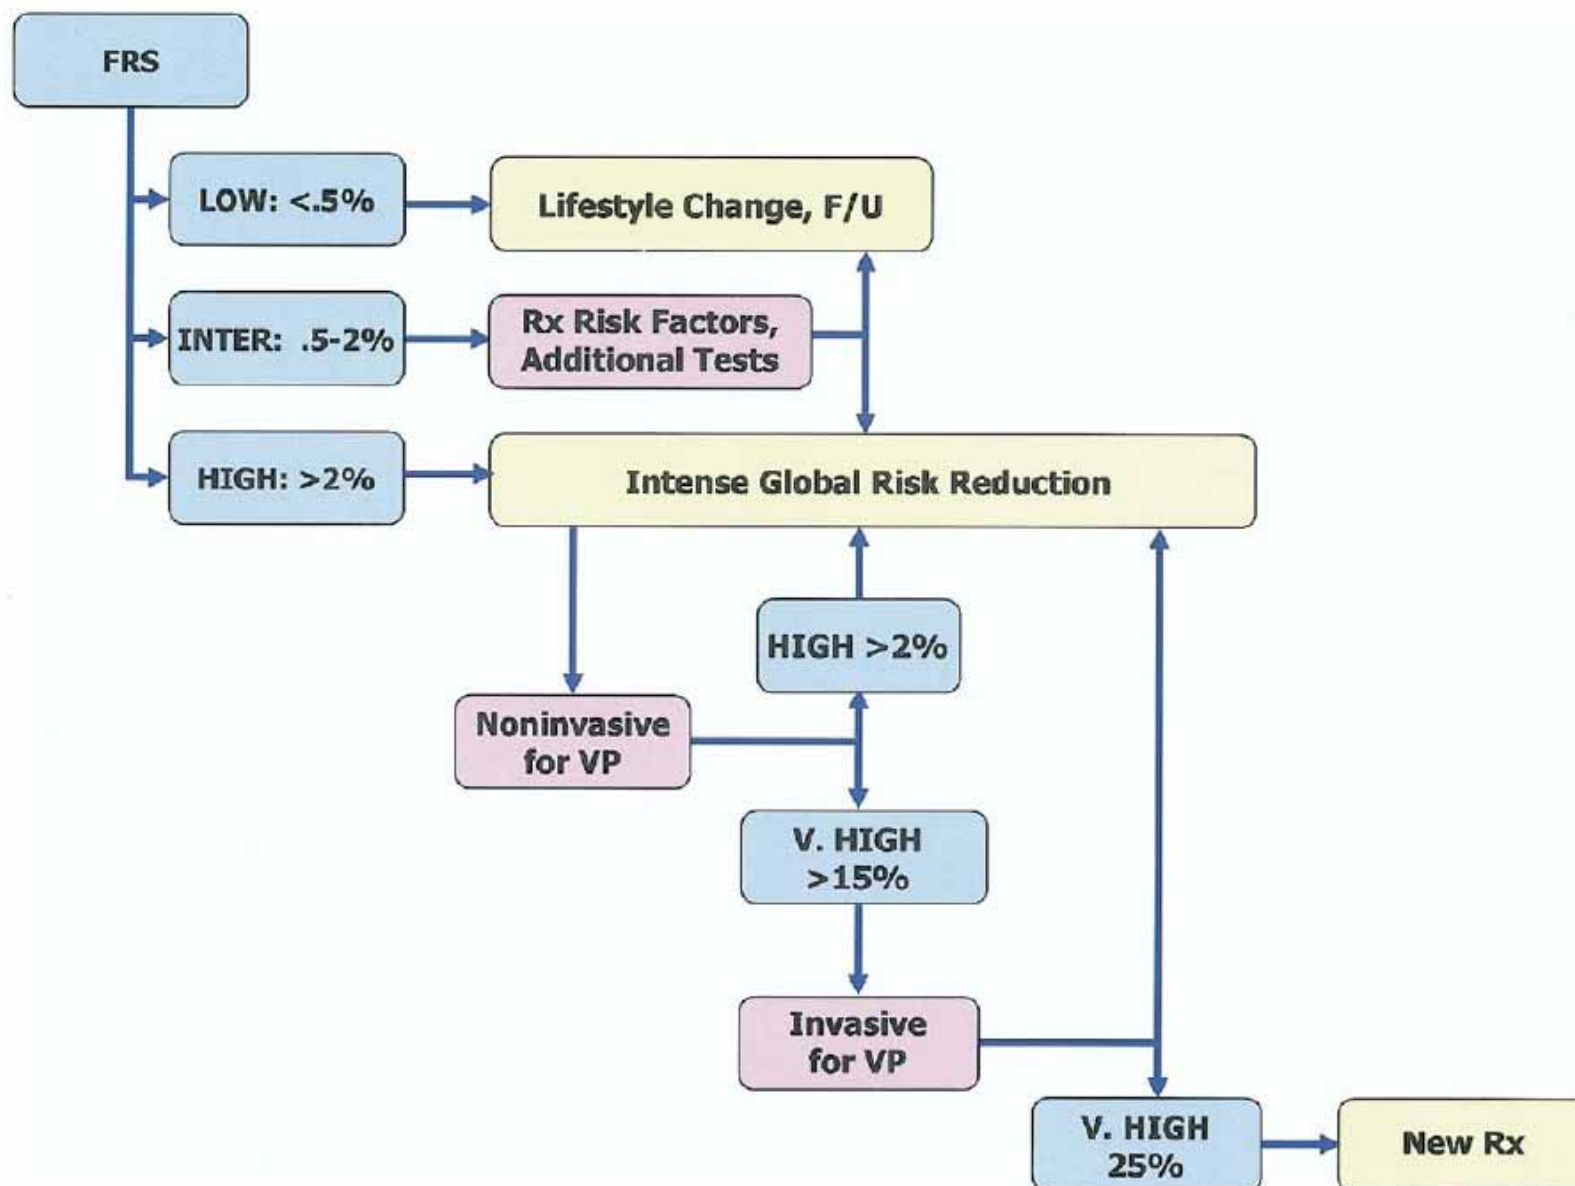 FRS
LOW: <.5%
Lifestyle Change, F/U
INTER: .5-2%
Rx Risk Factors,
Additional Tests
HIGH: >2%
Intense Global Risk Reduction
HIGH >2%
Noninvasive
for VP
V. HIGH
>15%
Invasive
for VP
V. HIGH
25%
New Rx